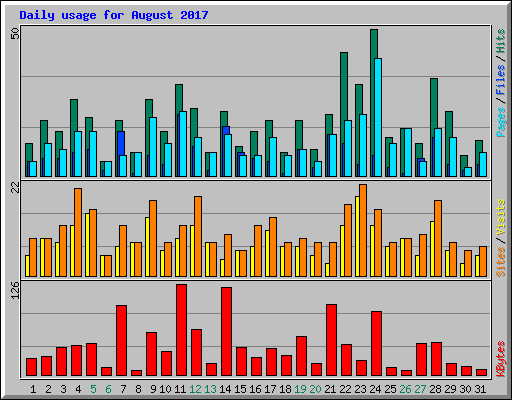 Daily usage for August 2017
50
22
126
Pages / Files / Hits
Sites / Visits
KBytes
1 2 3 4 5 6 7 8 9 10 11 12 13 14 15 16 17 18 19 20 21 22 23 24 25 26 27 28 29 30 31